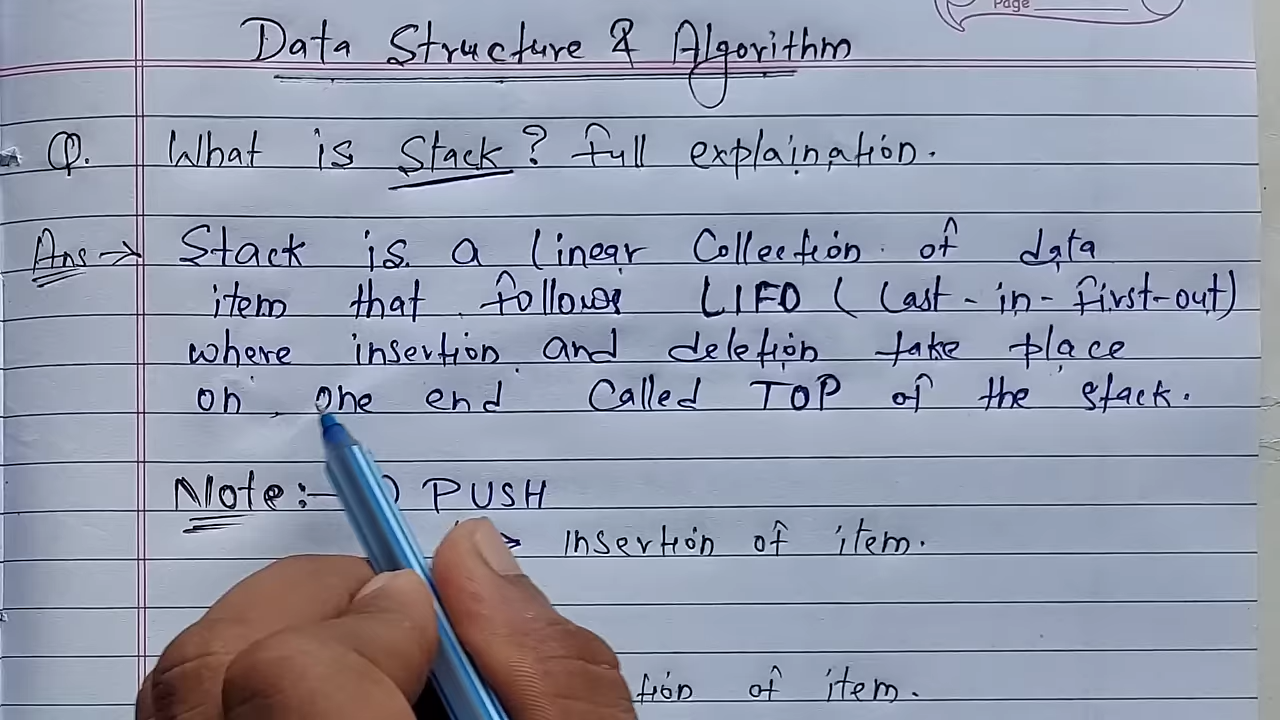 Page
Data Structure & Algorithm
Q. What is Stack? full explaination.
Ans → Stack is a linear Collection of data
item that follows LIFO (Last-in-first-out)
where insertion and deletion take place
on one end Called TOP of the stack.
Note:- PUSH
→ insertion of item.
of item.